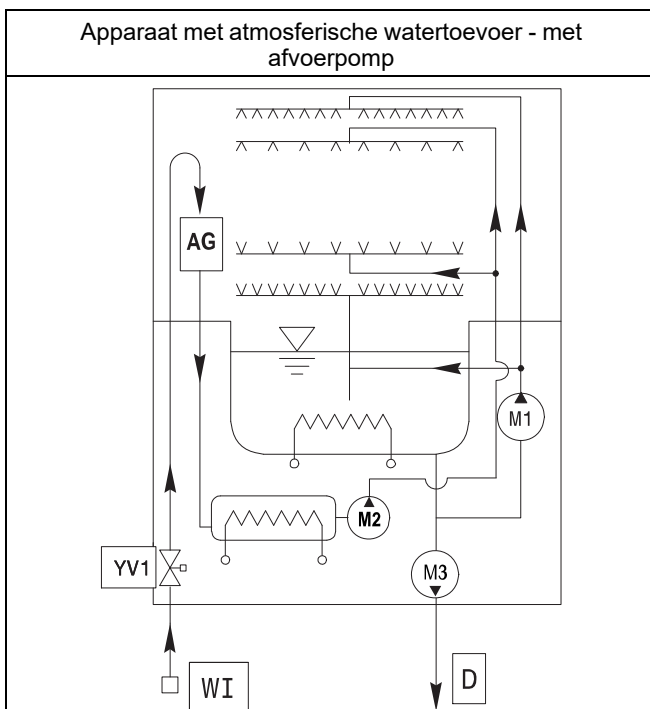 Apparaat met atmosferische watertoevoer - met
afvoerpomp
AG
M1
M2
YV1
M3
WI
D